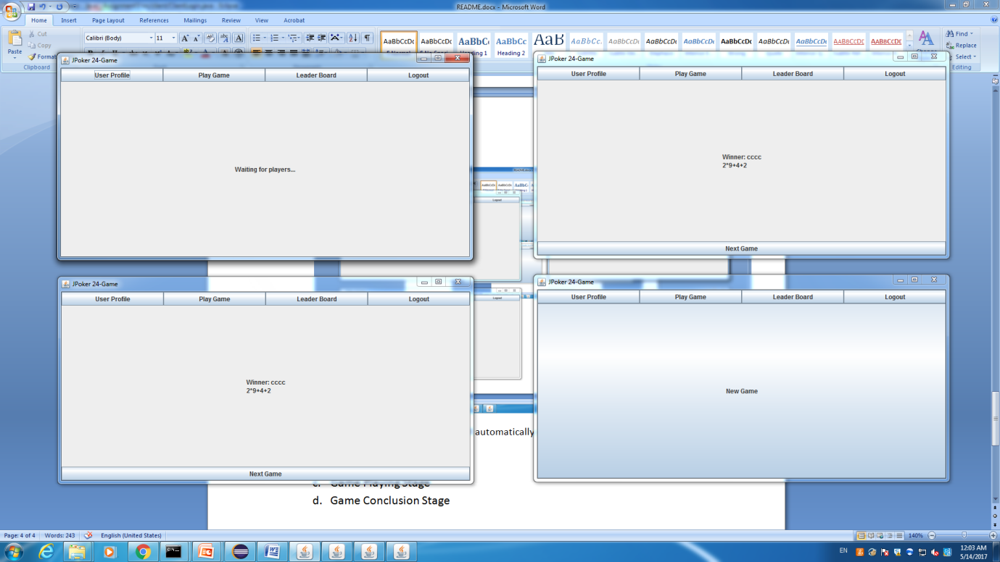 README.docx - Microsoft Word
Home Insert Page Layout References Mailings Review View Acrobat
Cut
Copy
Format
Paste
Clipboard
Calibri (Body) 11
AaBbCcDc AaBbCcDc AaBbC AaBbCc AaB AaBbCc. AaBbCcDc AaBbCcDc AaBbCcDc AaBbCcDc AaBbCcDc AaBbCcDc AaBbCcDc AABBCCDC AABBCCDC
Heading 2
Find
Replace
Select
Editing
JPoker 24-Game
User Profile Play Game Leader Board Logout
Waiting for players...
JPoker 24-Game
User Profile Play Game Leader Board Logout
Winner: cccc
2*9+4+2
Next Game
JPoker 24-Game
User Profile Play Game Leader Board Logout
Winner: cccc
2*9+4+2
Next Game
JPoker 24-Game
User Profile Play Game Leader Board Logout
New Game
Logout
Logout
automatically
c. Game Playing Stage
d. Game Conclusion Stage
Page: 4 of 4 Words: 243 English (United States)
140%
EN
12:03 AM
5/14/2017